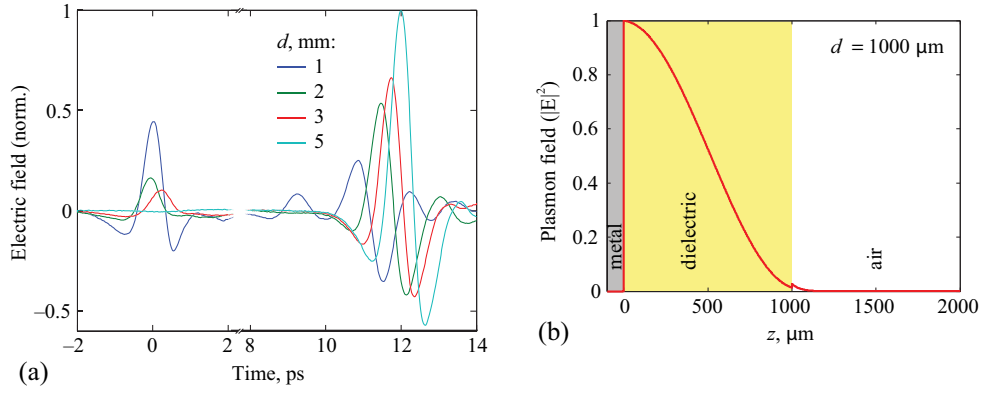 1
0.5
0
−0.5
−2
0
2
8
10
12
14
Electric field (norm.)
Time, ps
d, mm:
1
2
3
5
(a)
1
0.8
0.6
0.4
0.2
0
0
500
1000
1500
2000
Plasmon field (|E|²)
z, µm
d = 1000 µm
metal
dielectric
air
(b)